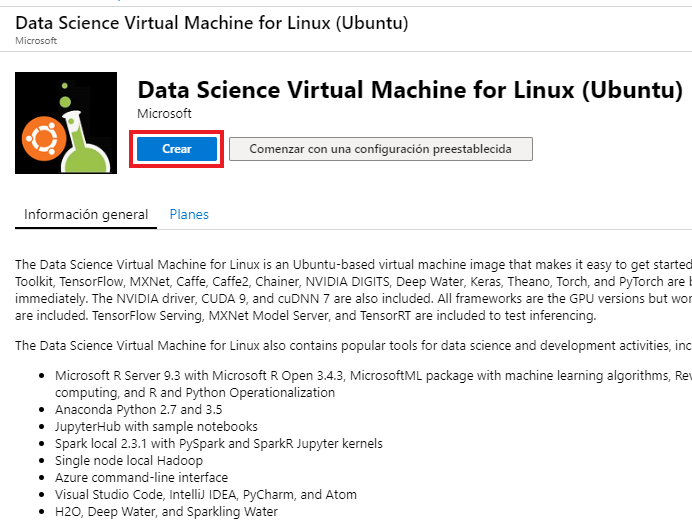 Data Science Virtual Machine for Linux (Ubuntu)
Microsoft
Data Science Virtual Machine for Linux (Ubuntu)
Microsoft
Crear
Comenzar con una configuración preestablecida
Información general
Planes
The Data Science Virtual Machine for Linux is an Ubuntu-based virtual machine image that makes it easy to get started
Toolkit, TensorFlow, MXNet, Caffe, Caffe2, Chainer, NVIDIA DIGITS, Deep Water, Keras, Theano, Torch, and PyTorch are
immediately. The NVIDIA driver, CUDA 9, and cuDNN 7 are also included. All frameworks are the GPU versions but
are included. TensorFlow Serving, MXNet Model Server, and TensorRT are included to test inferencing.
The Data Science Virtual Machine for Linux also contains popular tools for data science and development activities,
Microsoft R Server 9.3 with Microsoft R Open 3.4.3, MicrosoftML package with machine learning algorithms,
computing, and R and Python Operationalization
Anaconda Python 2.7 and 3.5
JupyterHub with sample notebooks
Spark local 2.3.1 with PySpark and SparkR Jupyter kernels
Single node local Hadoop
Azure command-line interface
Visual Studio Code, IntelliJ IDEA, PyCharm, and Atom
H2O, Deep Water, and Sparkling Water